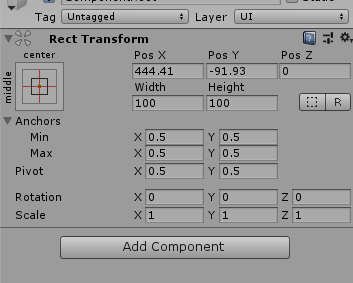 Tag Untagged Layer UI
Rect Transform
center
middle
Pos X Pos Y Pos Z
444.41 -91.93 0
Width Height
100 100 R
Anchors
Min X 0.5 Y 0.5
Max X 0.5 Y 0.5
Pivot X 0.5 Y 0.5
Rotation X 0 Y 0 Z 0
Scale X 1 Y 1 Z 1
Add Component